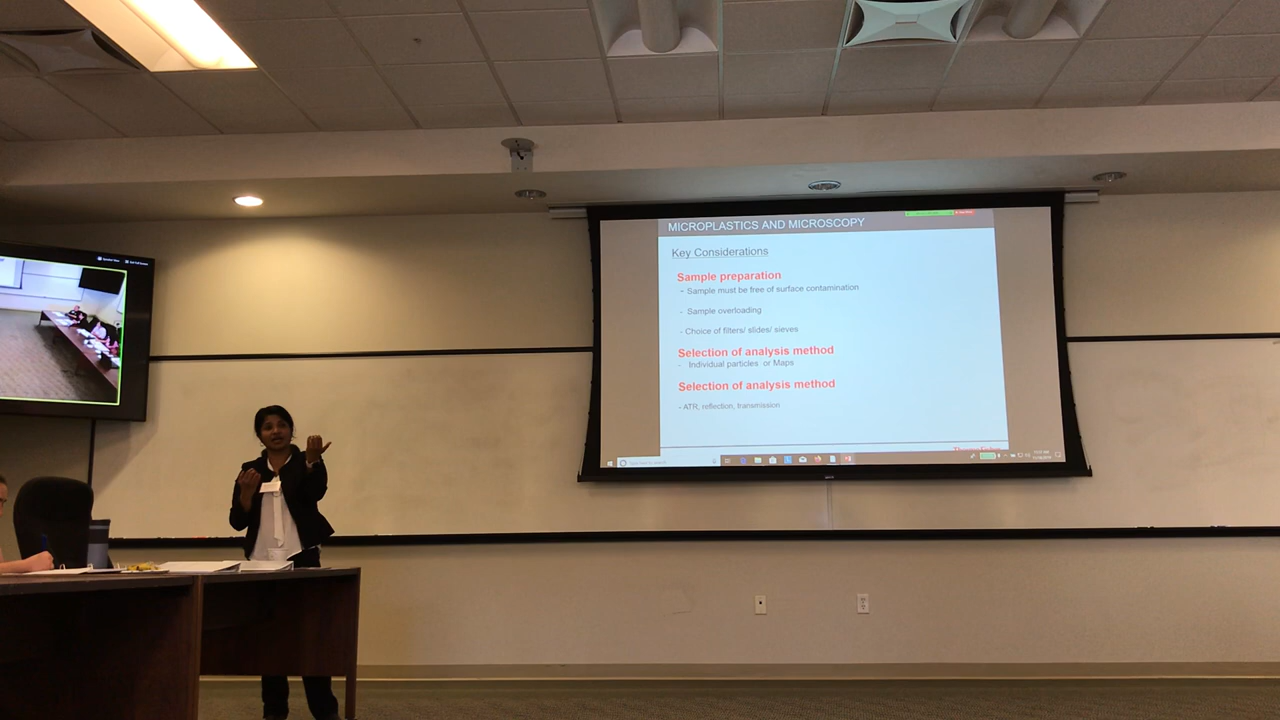 MICROPLASTICS AND MICROSCOPY
Key Considerations
Sample preparation
- Sample must be free of surface contamination
- Sample overloading
- Choice of filters/ slides/ sieves
Selection of analysis method
- Individual particles or Maps
Selection of analysis method
- ATR, reflection, transmission